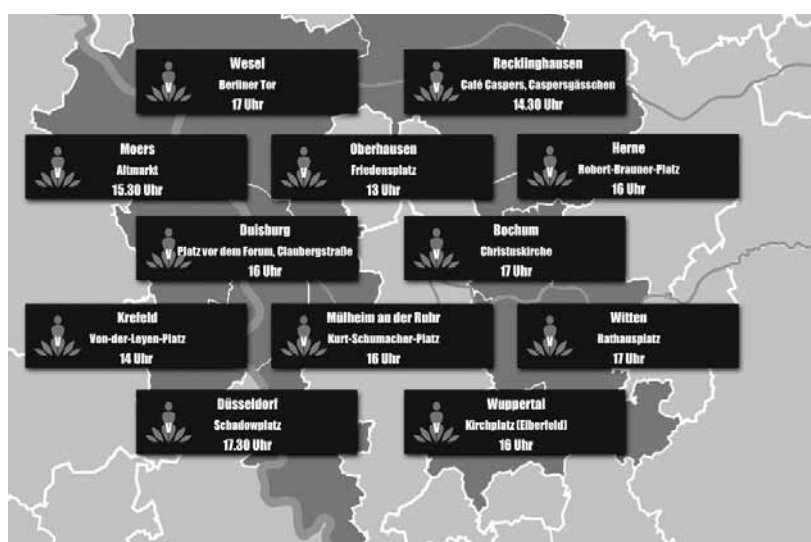 Wesel
Berliner Tor
17 Uhr
Recklinghausen
Café Caspers, Caspersgässchen
14.30 Uhr
Moers
Altmarkt
15.30 Uhr
Oberhausen
Friedensplatz
13 Uhr
Herne
Robert-Brauner-Platz
16 Uhr
Duisburg
Platz vor dem Forum, Claubergstraße
16 Uhr
Bochum
Christuskirche
17 Uhr
Krefeld
Von-der-Leyen-Platz
14 Uhr
Mülheim an der Ruhr
Kurt-Schumacher-Platz
16 Uhr
Witten
Rathausplatz
17 Uhr
Düsseldorf
Schadowplatz
17.30 Uhr
Wuppertal
Kirchplatz (Elberfeld)
16 Uhr